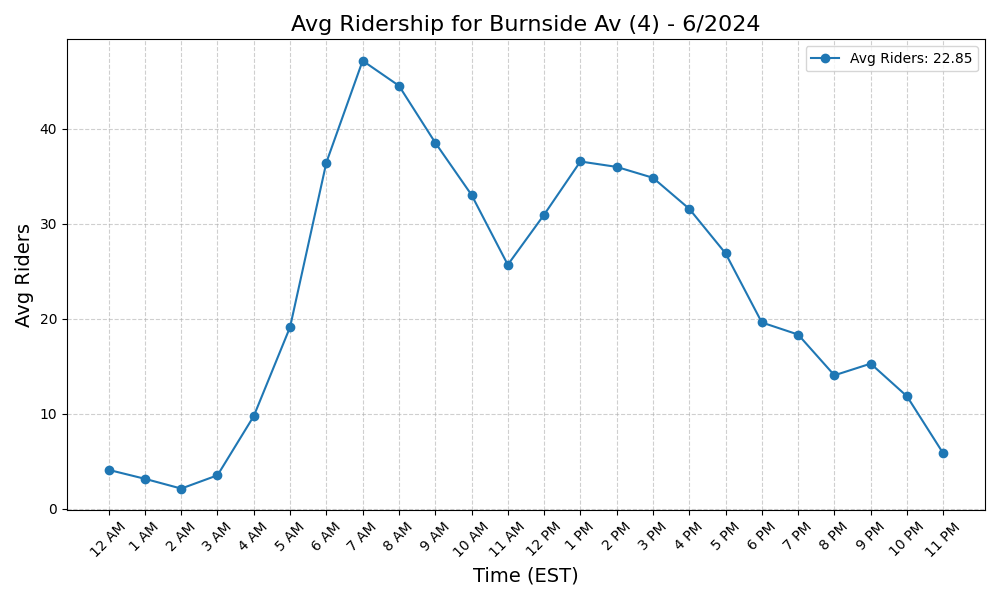 Avg Ridership for Burnside Av (4) - 6/2024
Avg Riders: 22.85
Avg Riders
40
30
20
10
0
12 AM 1 AM 2 AM 3 AM 4 AM 5 AM 6 AM 7 AM 8 AM 9 AM 10 AM 11 AM 12 PM 1 PM 2 PM 3 PM 4 PM 5 PM 6 PM 7 PM 8 PM 9 PM 10 PM 11 PM
Time (EST)